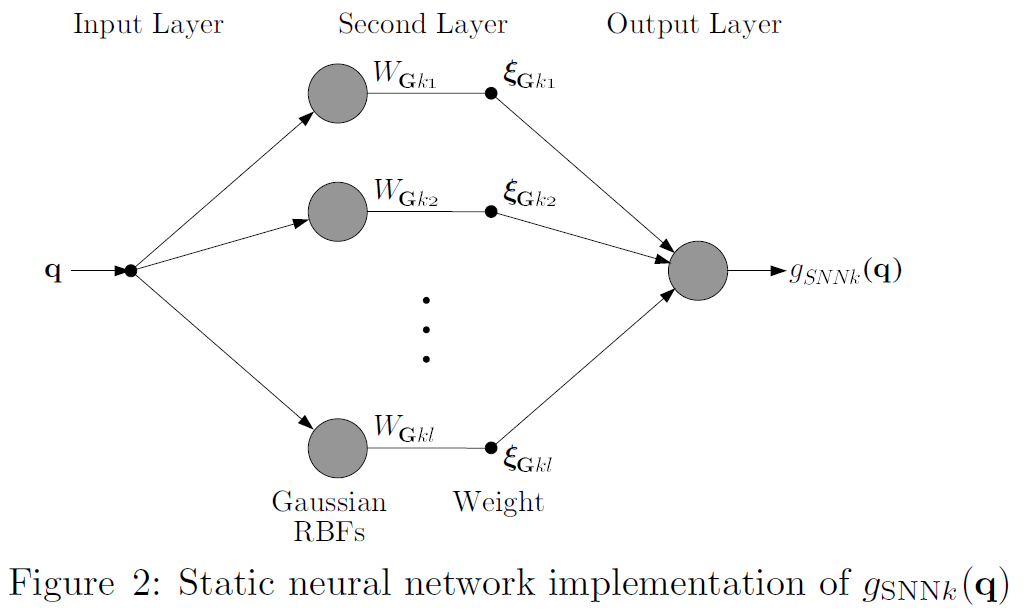 Input Layer Second Layer Output Layer
W_{Gk1} ξ_{Gk1}
W_{Gk2} ξ_{Gk2}
q g_{SNNk}(q)
W_{Gkl} ξ_{Gkl}
Gaussian RBFs
Weight
Figure 2: Static neural network implementation of g_{SNNk}(q)